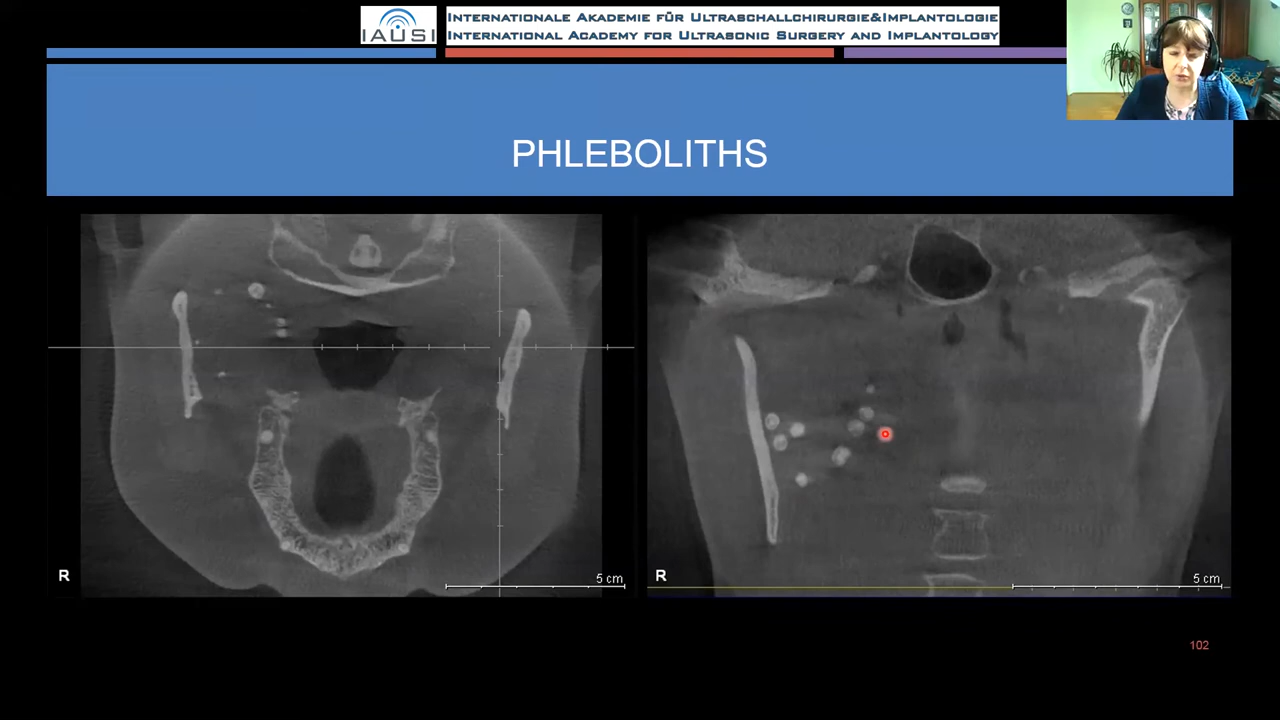 IAUSI
INTERNATIONALE AKADEMIE FÜR ULTRASCHALLCHIRURGIE&IMPLANTOLOGIE
INTERNATIONAL ACADEMY FOR ULTRASONIC SURGERY AND IMPLANTOLOGY
PHLEBOLITHS
R
5 cm
R
5 cm
102